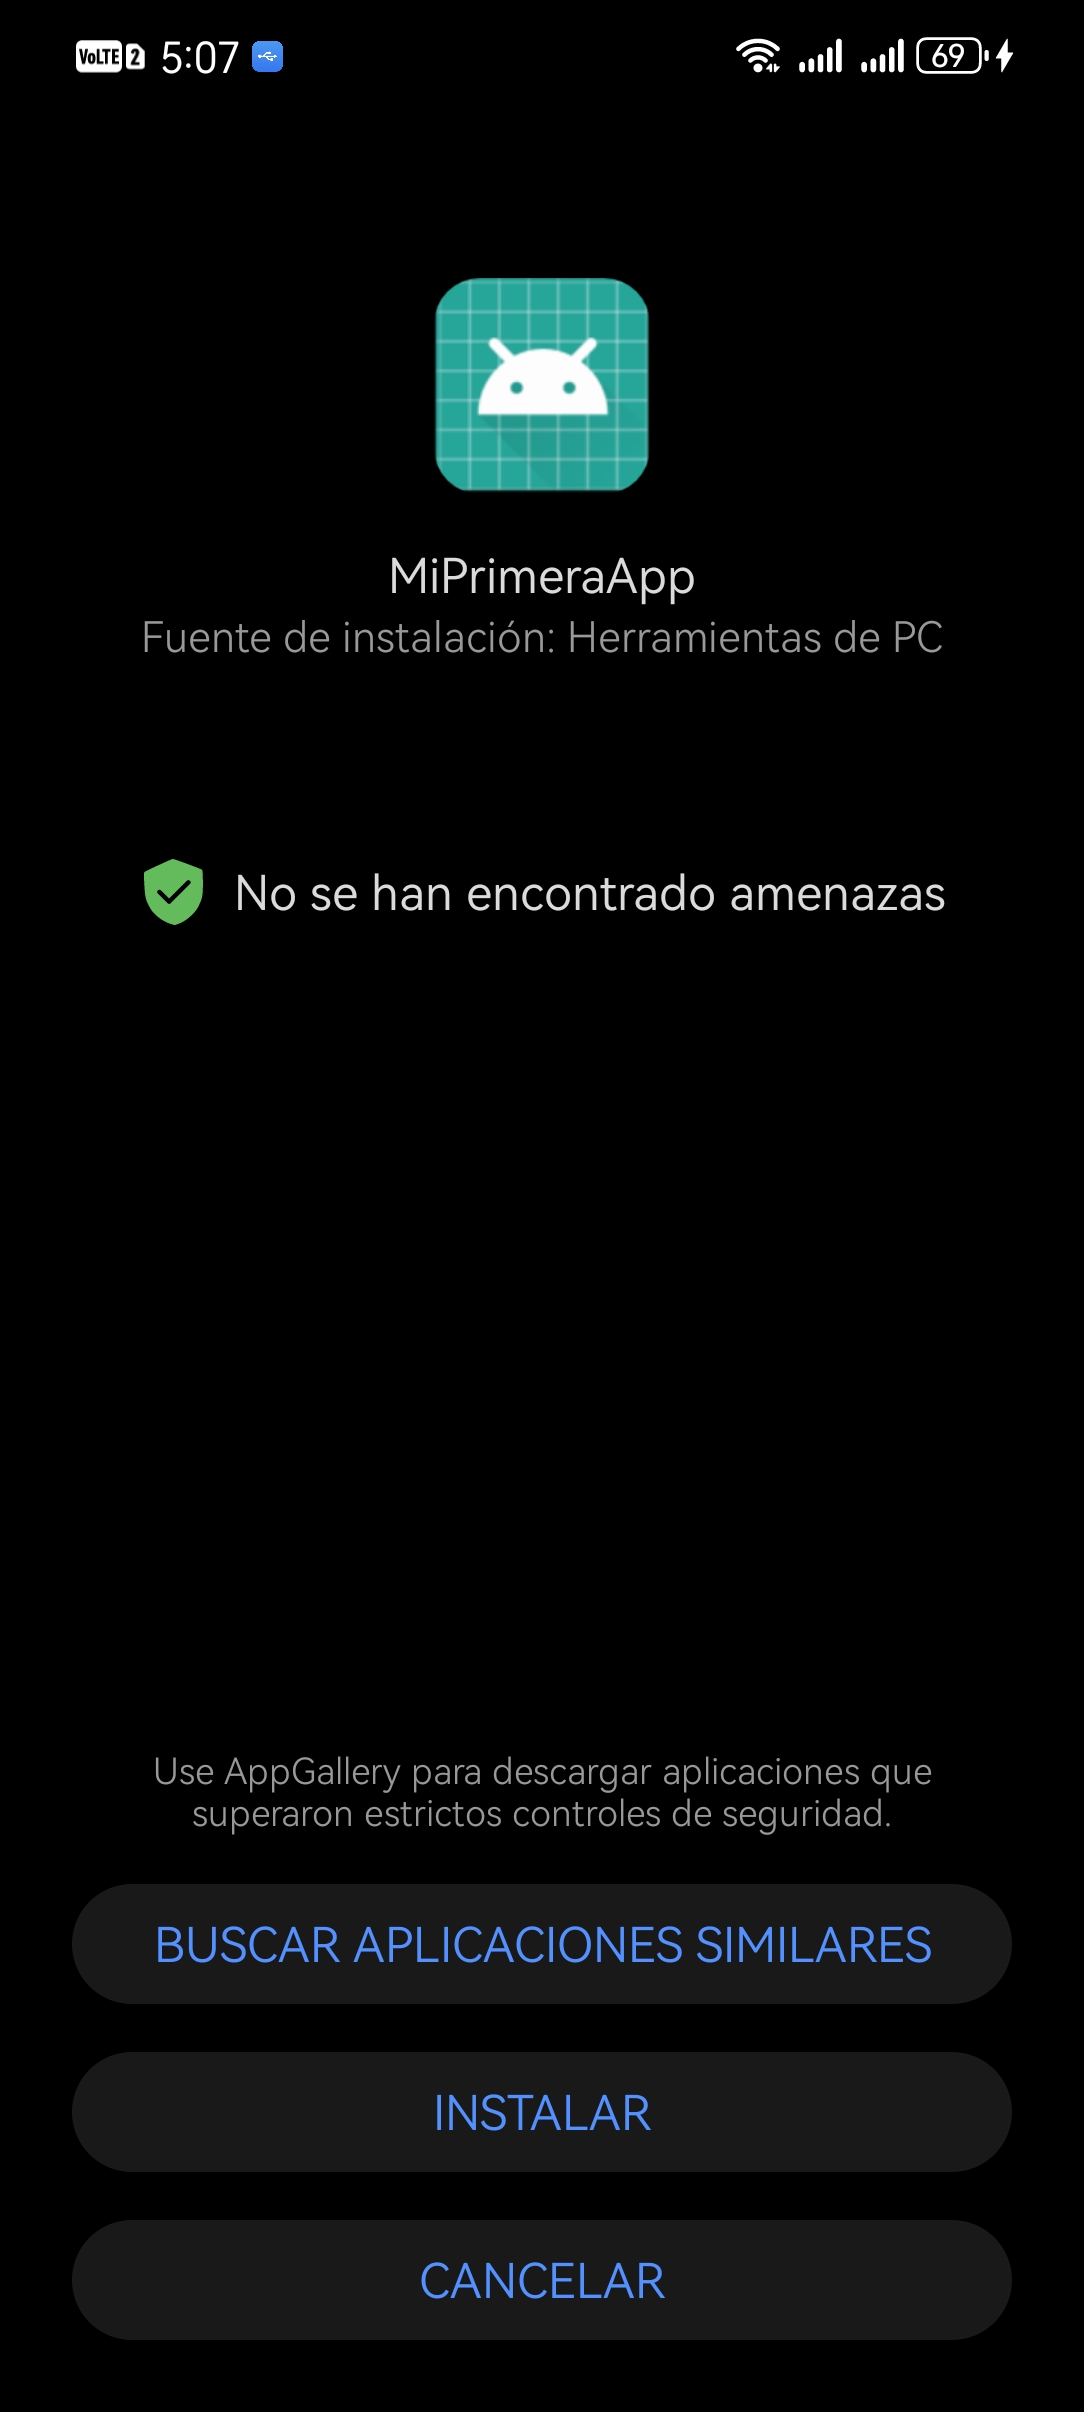 VoLTE 2 5:07 69
MiPrimeraApp
Fuente de instalación: Herramientas de PC
No se han encontrado amenazas
Use AppGallery para descargar aplicaciones que
superaron estrictos controles de seguridad.
BUSCAR APLICACIONES SIMILARES
INSTALAR
CANCELAR